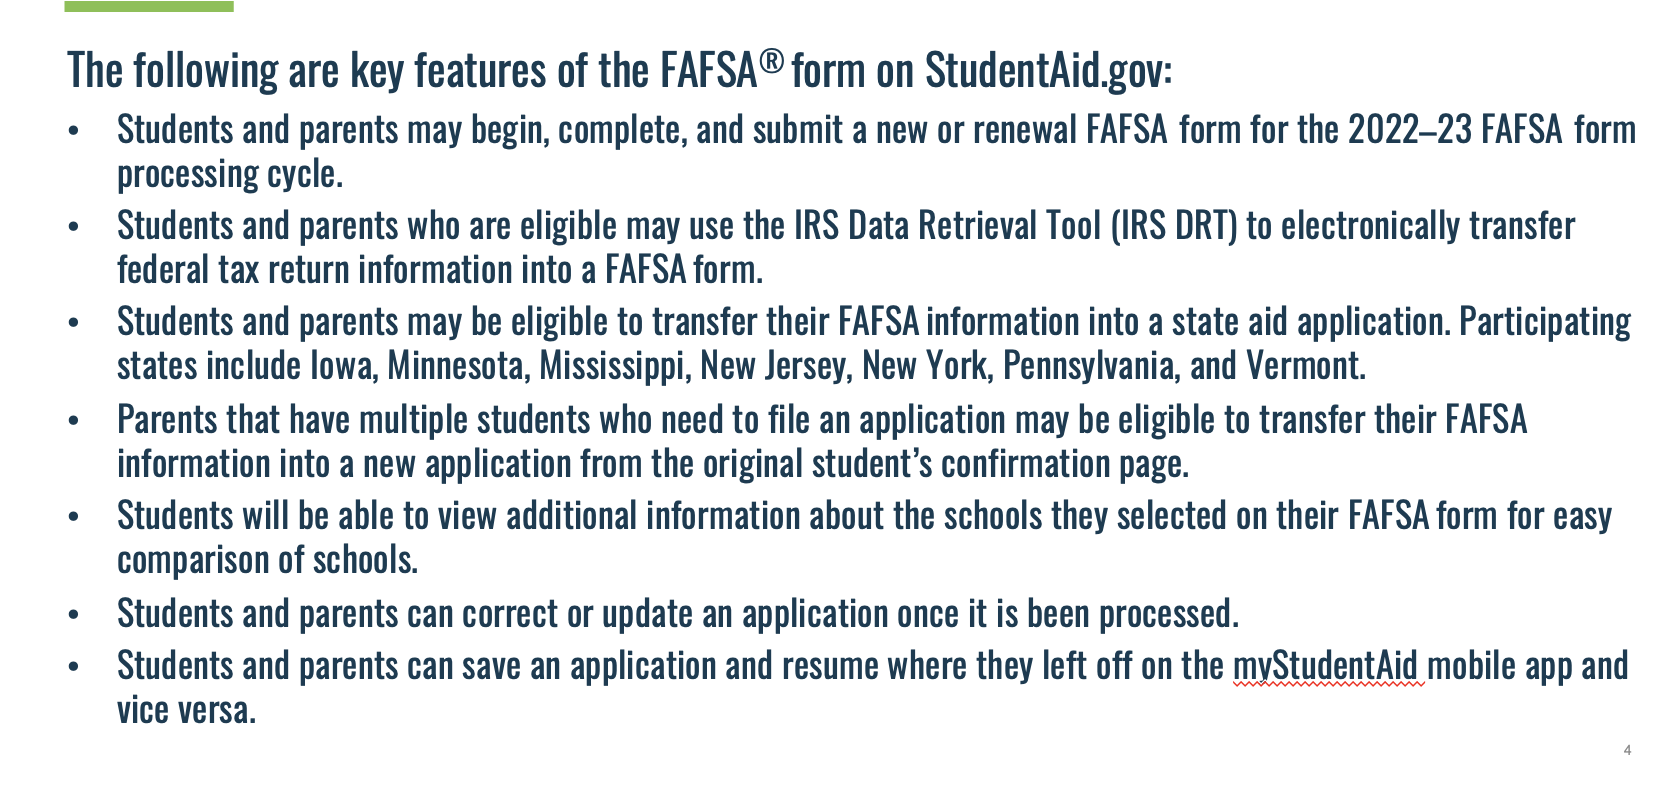 The following are key features of the FAFSA® form on StudentAid.gov:
• Students and parents may begin, complete, and submit a new or renewal FAFSA form for the 2022–23 FAFSA form
processing cycle.
• Students and parents who are eligible may use the IRS Data Retrieval Tool (IRS DRT) to electronically transfer
federal tax return information into a FAFSA form.
• Students and parents may be eligible to transfer their FAFSA information into a state aid application. Participating
states include Iowa, Minnesota, Mississippi, New Jersey, New York, Pennsylvania, and Vermont.
• Parents that have multiple students who need to file an application may be eligible to transfer their FAFSA
information into a new application from the original student’s confirmation page.
• Students will be able to view additional information about the schools they selected on their FAFSA form for easy
comparison of schools.
• Students and parents can correct or update an application once it is been processed.
• Students and parents can save an application and resume where they left off on the myStudentAid mobile app and
vice versa.
4